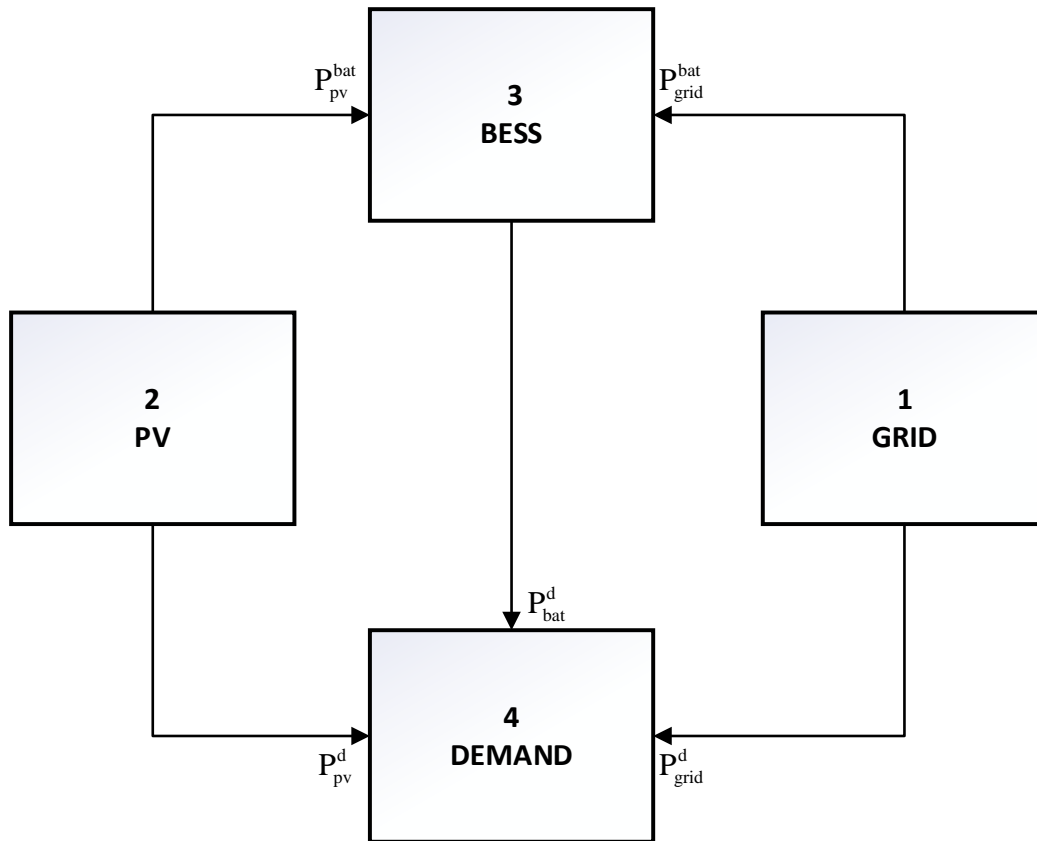 P_pv^bat
P_grid^bat
3
BESS
2
PV
1
GRID
P_bat^d
4
DEMAND
P_pv^d
P_grid^d